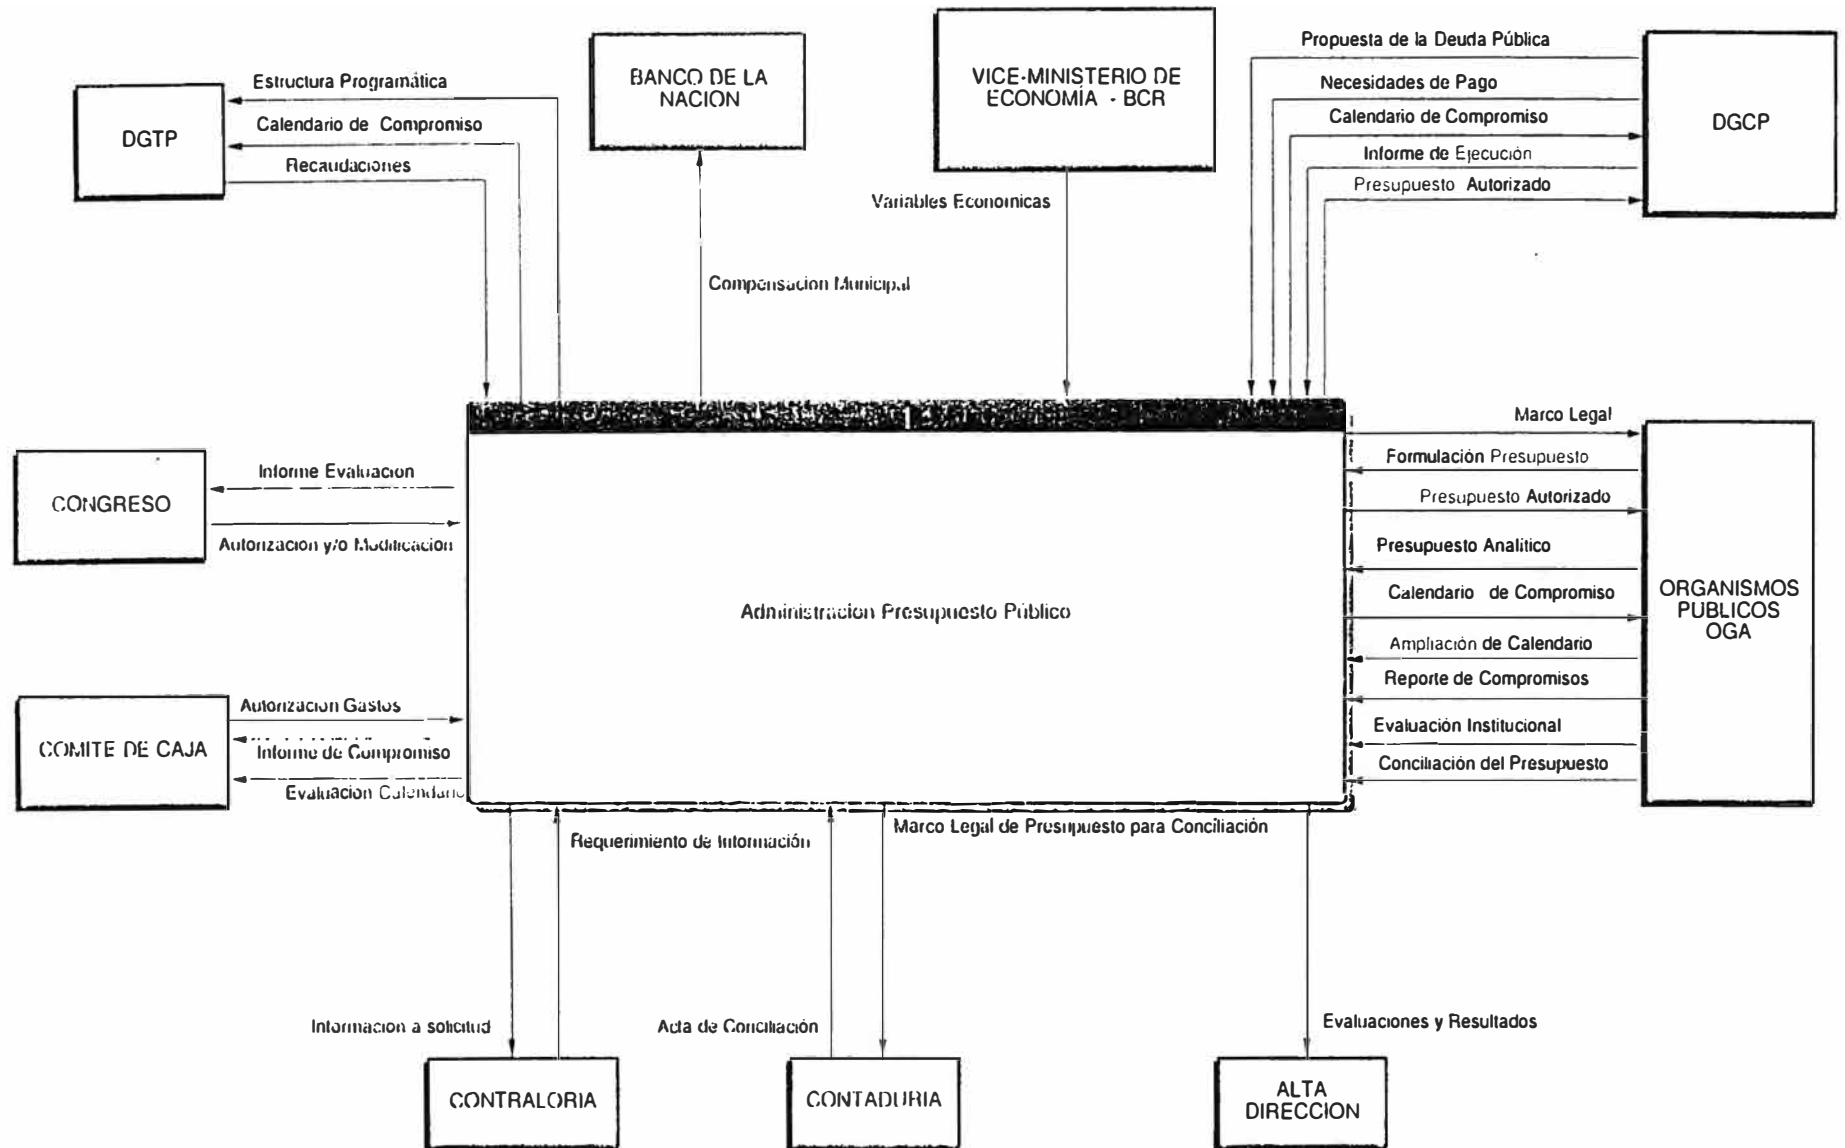 DGTP
Estructura Programática
Calendario de Compromiso
Recaudaciones
BANCO DE LA
NACION
Compensacion Municipal
VICE-MINISTERIO DE
ECONOMÍA - BCR
Variables Economicas
Propuesta de la Deuda Pública
Necesidades de Pago
Calendario de Compromiso
Informe de Ejecución
Presupuesto Autorizado
DGCP
CONGRESO
Informe Evaluacion
Autorizacion y/o Modificacion
COMITE DE CAJA
Autorizacion Gastos
Informe de Compromiso
Evaluacion Calendario
1
Administracion Presupuesto Público
Marco Legal
Formulación Presupuesto
Presupuesto Autorizado
Presupuesto Analítico
Calendario de Compromiso
Ampliación de Calendario
Reporte de Compromisos
Evaluación Institucional
Conciliación del Presupuesto
ORGANISMOS
PUBLICOS
OGA
Requerimiento de Información
Marco Legal de Presupuesto para Conciliación
Informacion a solicitud
Acta de Conciliación
Evaluaciones y Resultados
CONTRALORIA
CONTADURIA
ALTA
DIRECCION